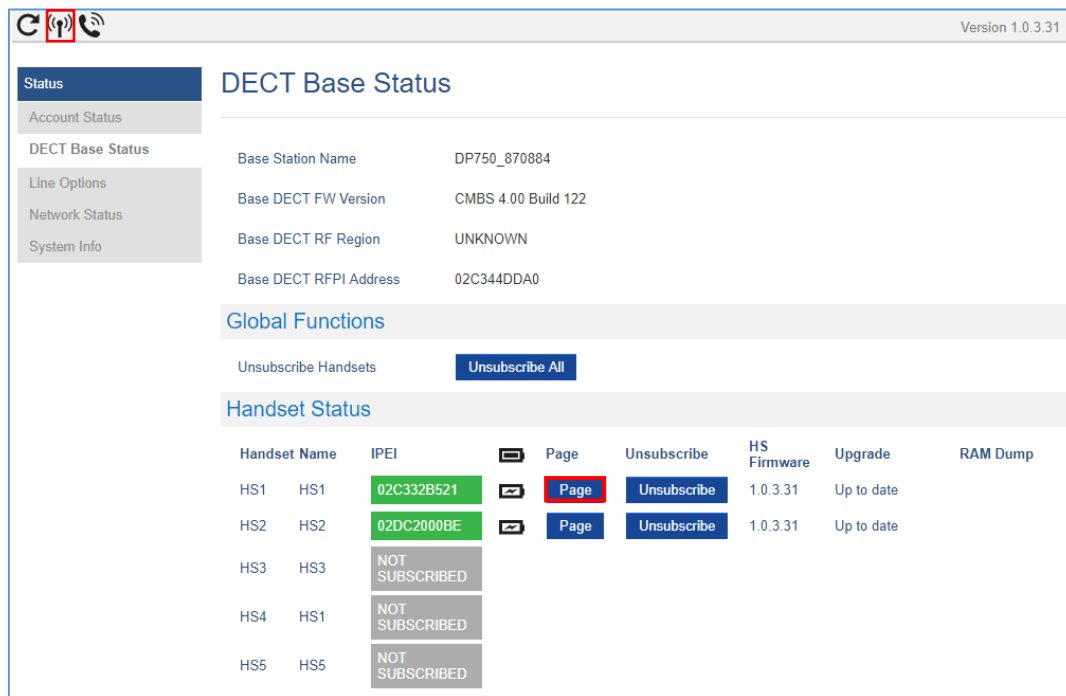 Version 1.0.3.31
Status
Account Status
DECT Base Status
Line Options
Network Status
System Info
DECT Base Status
Base Station Name DP750_870884
Base DECT FW Version CMBS 4.00 Build 122
Base DECT RF Region UNKNOWN
Base DECT RFPI Address 02C344DDA0
Global Functions
Unsubscribe Handsets Unsubscribe All
Handset Status
Handset Name IPEI Page Unsubscribe HS Firmware Upgrade RAM Dump
HS1 HS1 02C332B521 Page Unsubscribe 1.0.3.31 Up to date
HS2 HS2 02DC2000BE Page Unsubscribe 1.0.3.31 Up to date
HS3 HS3 NOT SUBSCRIBED
HS4 HS1 NOT SUBSCRIBED
HS5 HS5 NOT SUBSCRIBED